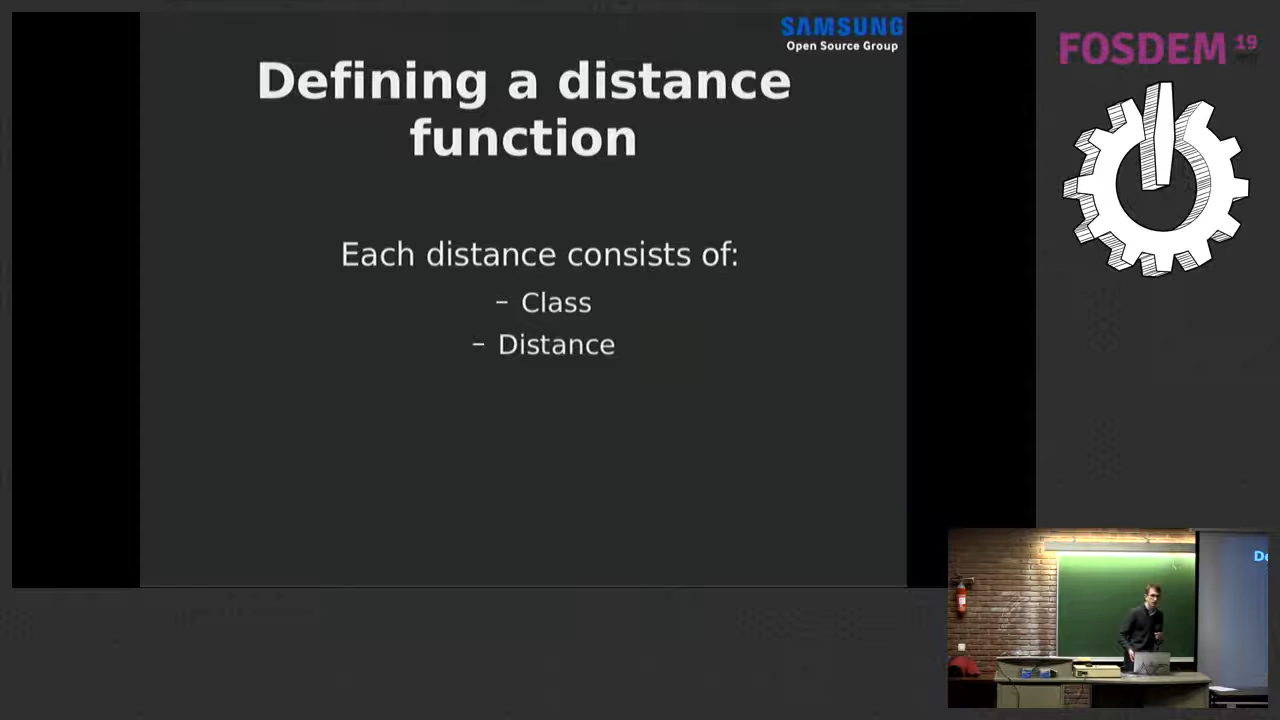 SAMSUNG
Open Source Group
Defining a distance
function
Each distance consists of:
– Class
– Distance
FOSDEM 19